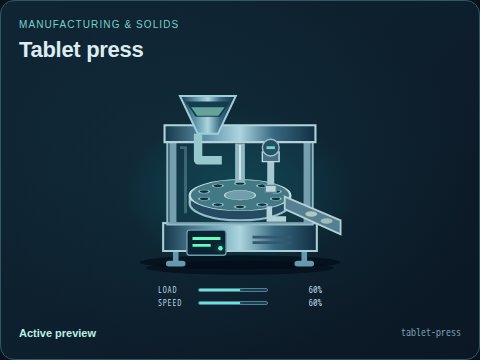 MANUFACTURING & SOLIDS
Tablet press
LOAD 60%
SPEED 60%
Active preview
tablet-press